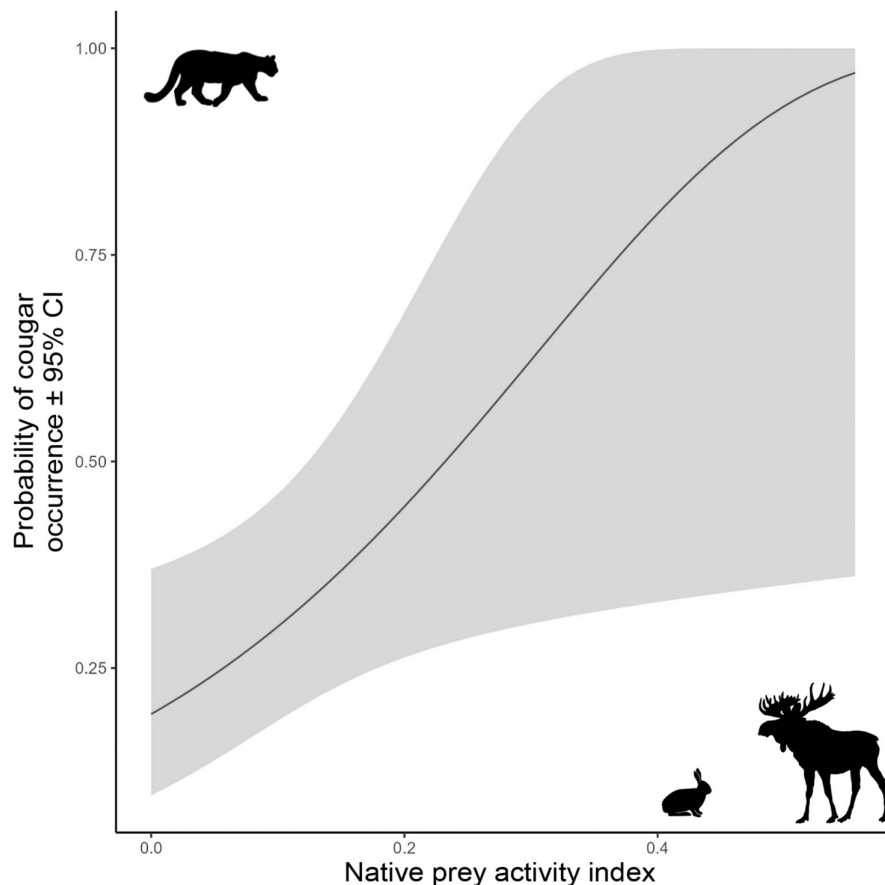 1.00
0.75
0.50
0.25
Probability of cougar
occurrence ± 95% CI
0.0
0.2
0.4
Native prey activity index